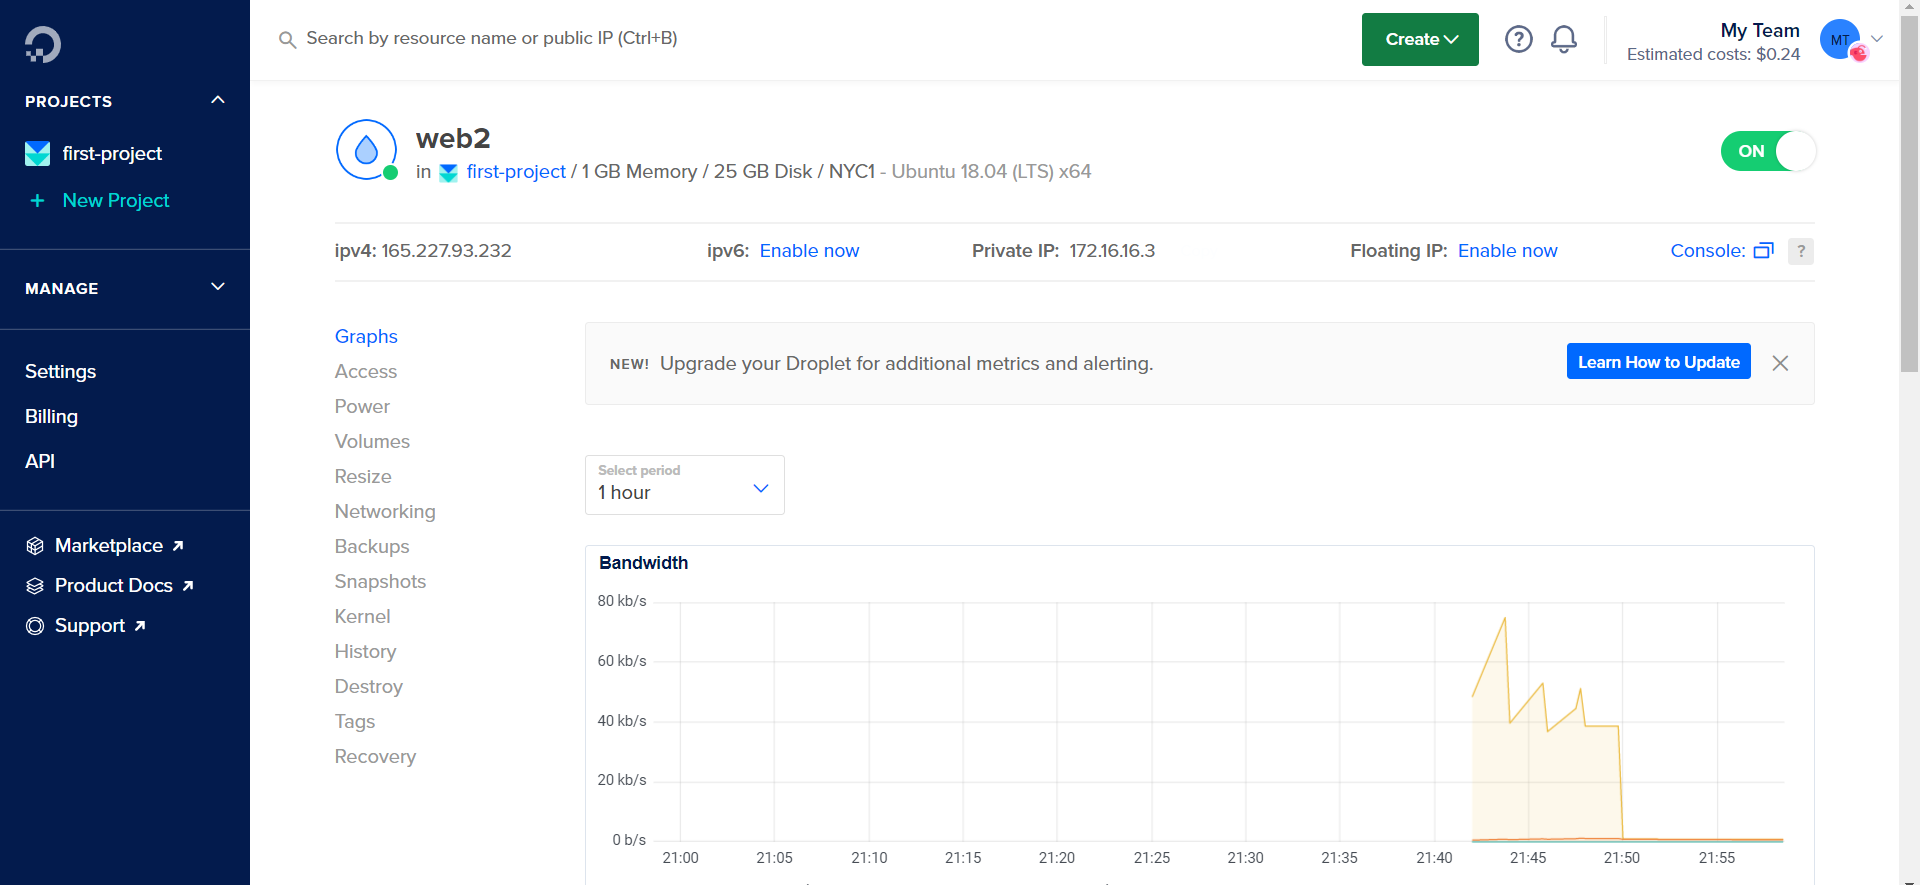 Search by resource name or public IP (Ctrl+B)
Create
My Team
Estimated costs: $0.24
MT
PROJECTS
first-project
+ New Project
MANAGE
Settings
Billing
API
Marketplace
Product Docs
Support
web2
in first-project / 1 GB Memory / 25 GB Disk / NYC1 - Ubuntu 18.04 (LTS) x64
ON
ipv4: 165.227.93.232 ipv6: Enable now Private IP: 172.16.16.3 Floating IP: Enable now Console: ?
Graphs
Access
Power
Volumes
Resize
Networking
Backups
Snapshots
Kernel
History
Destroy
Tags
Recovery
NEW! Upgrade your Droplet for additional metrics and alerting.
Learn How to Update
Select period
1 hour
Bandwidth
80 kb/s
60 kb/s
40 kb/s
20 kb/s
0 b/s
21:00 21:05 21:10 21:15 21:20 21:25 21:30 21:35 21:40 21:45 21:50 21:55